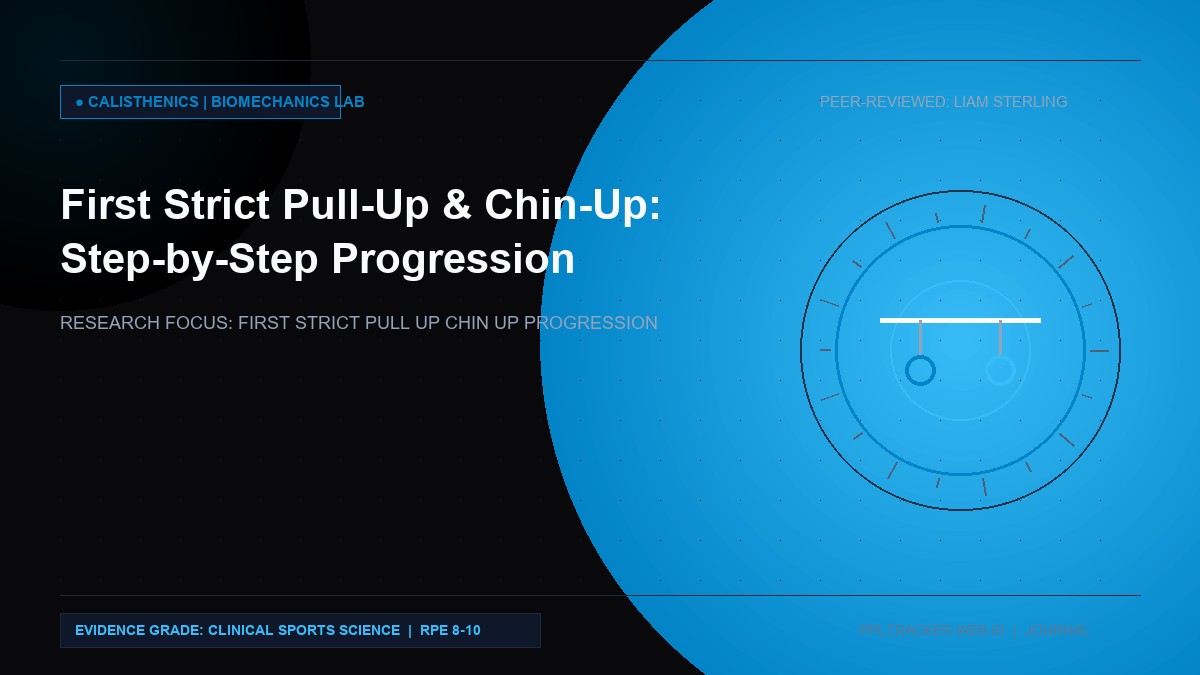 ● CALISTHENICS | BIOMECHANICS LAB
PEER-REVIEWED: LIAM STERLING
First Strict Pull-Up & Chin-Up:
Step-by-Step Progression
RESEARCH FOCUS: FIRST STRICT PULL UP CHIN UP PROGRESSION
EVIDENCE GRADE: CLINICAL SPORTS SCIENCE | RPE 8-10
| JOURNAL